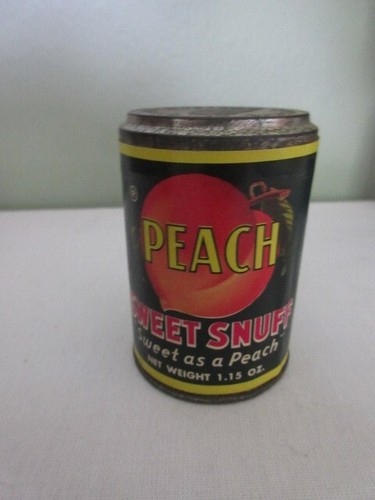 ®
PEACH
SWEET SNUFF
Sweet as a Peach
NET WEIGHT 1.15 OZ.